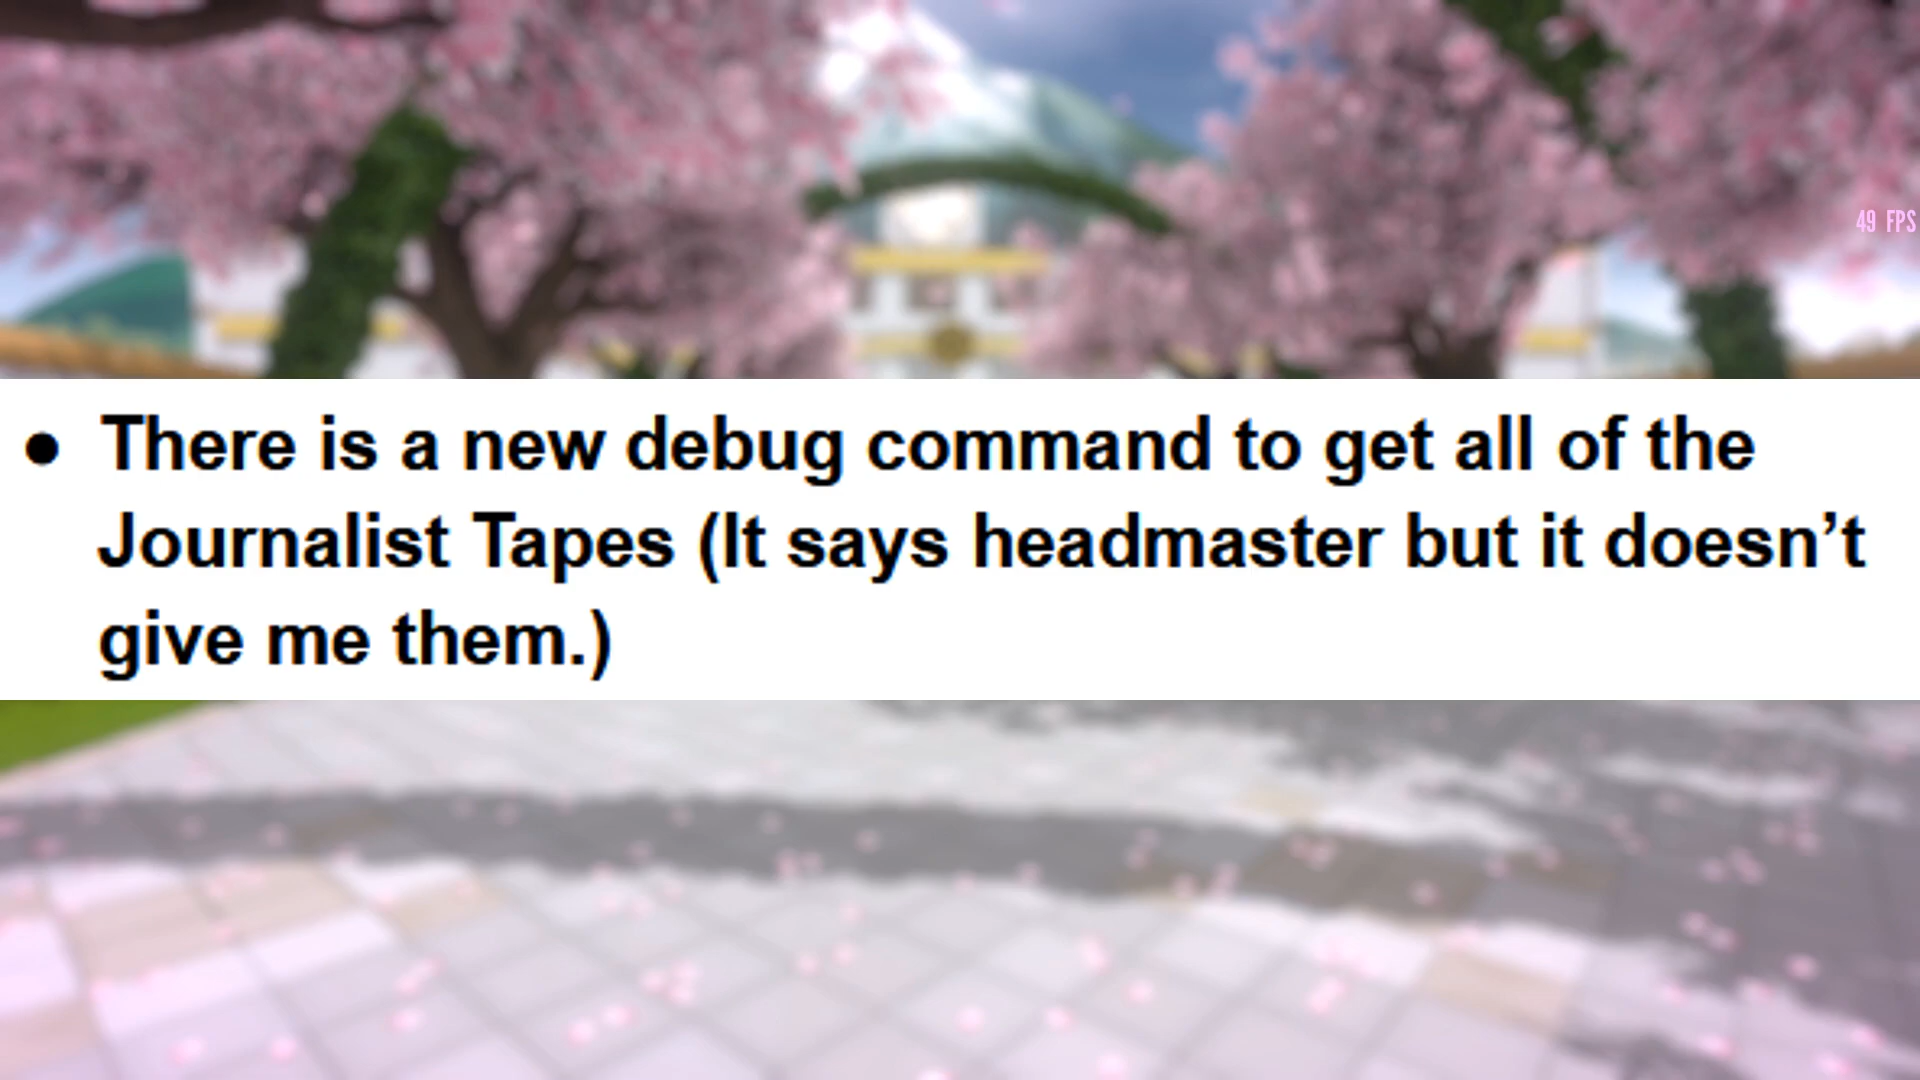 49 FPS
● There is a new debug command to get all of the
Journalist Tapes (It says headmaster but it doesn’t
give me them.)